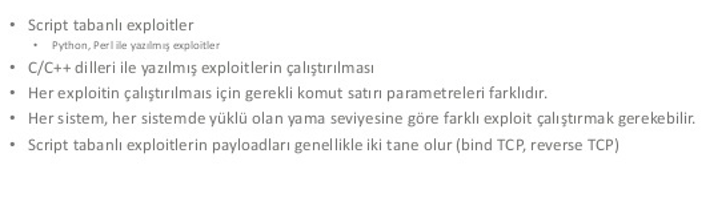 • Script tabanlı exploitler
• Python, Perl ile yazılmış exploitler
• C/C++ dilleri ile yazılmış exploitlerin çalıştırılması
• Her exploitin çalıştırılmaıs için gerekli komut satırı parametreleri farklıdır.
• Her sistem, her sistemde yüklü olan yama seviyesine göre farklı exploit çalıştırmak gerekebilir.
• Script tabanlı exploitlerin payloadları genellikle iki tane olur (bind TCP, reverse TCP)